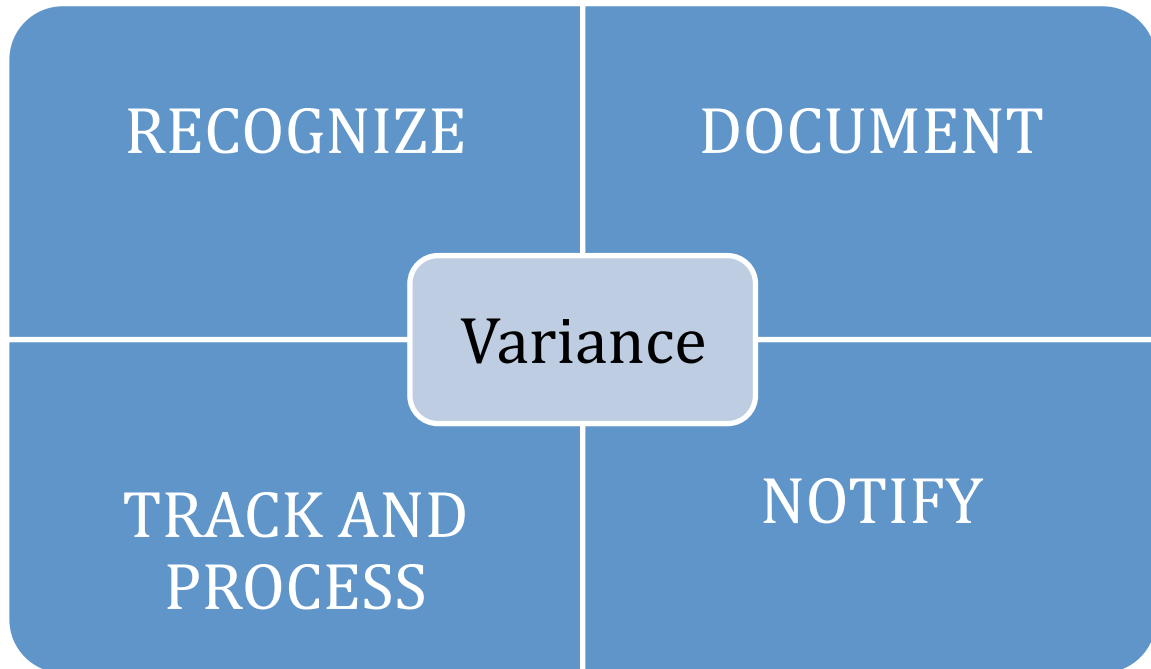 RECOGNIZE
DOCUMENT
Variance
TRACK AND
PROCESS
NOTIFY